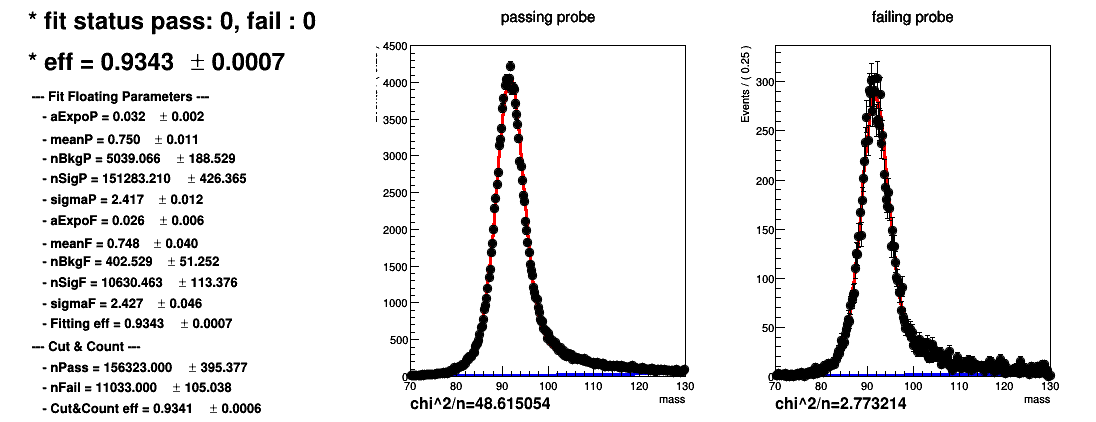 * fit status pass: 0, fail : 0
* eff = 0.9343 ± 0.0007
--- Fit Floating Parameters ---
- aExpoP = 0.032 ± 0.002
- meanP = 0.750 ± 0.011
- nBkgP = 5039.066 ± 188.529
- nSigP = 151283.210 ± 426.365
- sigmaP = 2.417 ± 0.012
- aExpoF = 0.026 ± 0.006
- meanF = 0.748 ± 0.040
- nBkgF = 402.529 ± 51.252
- nSigF = 10630.463 ± 113.376
- sigmaF = 2.427 ± 0.046
- Fitting eff = 0.9343 ± 0.0007
--- Cut & Count ---
- nPass = 156323.000 ± 395.377
- nFail = 11033.000 ± 105.038
- Cut&Count eff = 0.9341 ± 0.0006
passing probe
4500
4000
3500
3000
2500
2000
1500
1000
500
0
70 80 90 100 110 120 130
mass
chi^2/n=48.615054
failing probe
Events / ( 0.25 )
300
250
200
150
100
50
0
70 80 90 100 110 120 130
mass
chi^2/n=2.773214